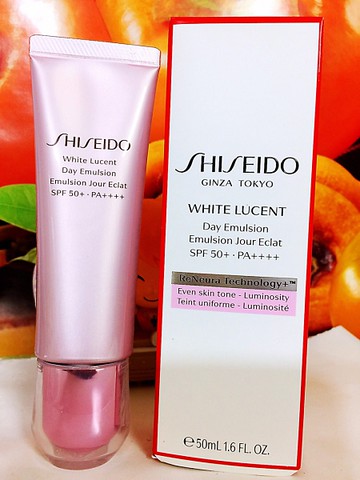 SHISEIDO
White Lucent
Day Emulsion
Emulsion Jour Eclat
SPF 50+ · PA++++
SHISEIDO
GINZA TOKYO
WHITE LUCENT
Day Emulsion
Emulsion Jour Eclat
SPF 50+ · PA++++
ReNeura Technology+™
Even skin tone - Luminosity
Teint uniforme - Luminosité
℮50mL 1.6 FL. OZ.